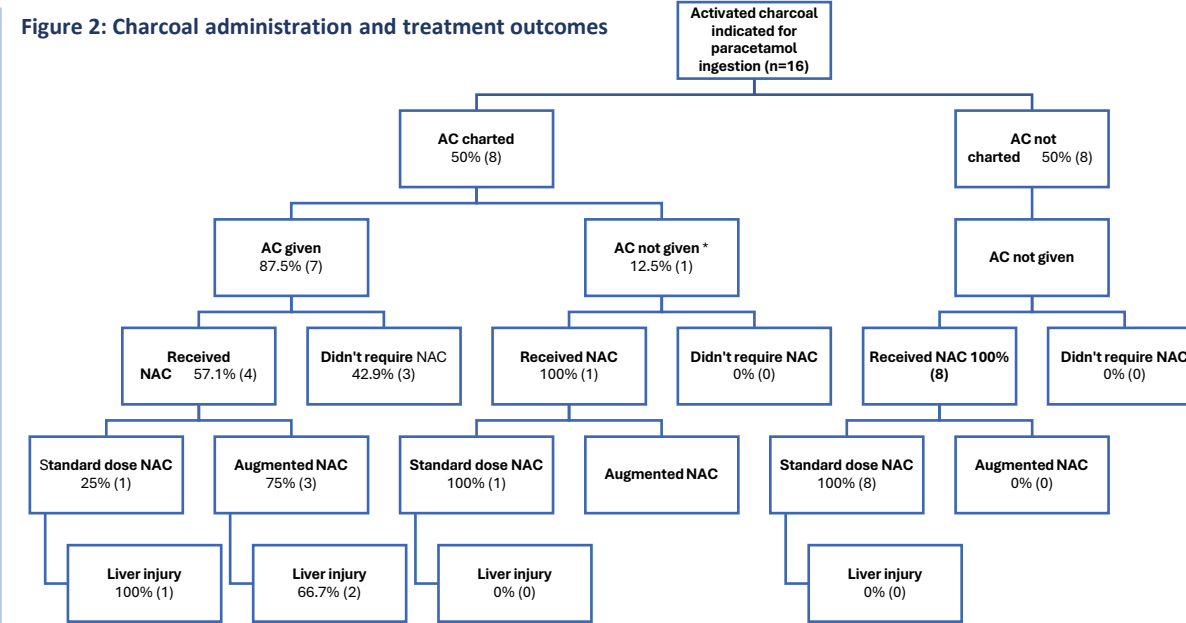 Figure 2: Charcoal administration and treatment outcomes
Activated charcoal
indicated for
paracetamol
ingestion (n=16)
AC charted
50% (8)
AC not
charted 50% (8)
AC given
87.5% (7)
AC not given *
12.5% (1)
AC not given
Received
NAC 57.1% (4)
Didn't require NAC
42.9% (3)
Received NAC
100% (1)
Didn't require NAC
0% (0)
Received NAC 100%
(8)
Didn't require NAC
0% (0)
Standard dose NAC
25% (1)
Augmented NAC
75% (3)
Standard dose NAC
100% (1)
Augmented NAC
Standard dose NAC
100% (8)
Augmented NAC
0% (0)
Liver injury
100% (1)
Liver injury
66.7% (2)
Liver injury
0% (0)
Liver injury
0% (0)